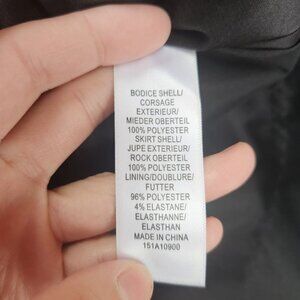 BODICE SHELL/
CORSAGE
EXTERIEUR/
MIEDER OBERTEIL
100% POLYESTER
SKIRT SHELL/
JUPE EXTERIEUR/
ROCK OBERTEIL
100% POLYESTER
LINING/DOUBLURE/
FUTTER
96% POLYESTER
4% ELASTANE/
ELASTHANNE/
ELASTHAN
MADE IN CHINA
151A10900